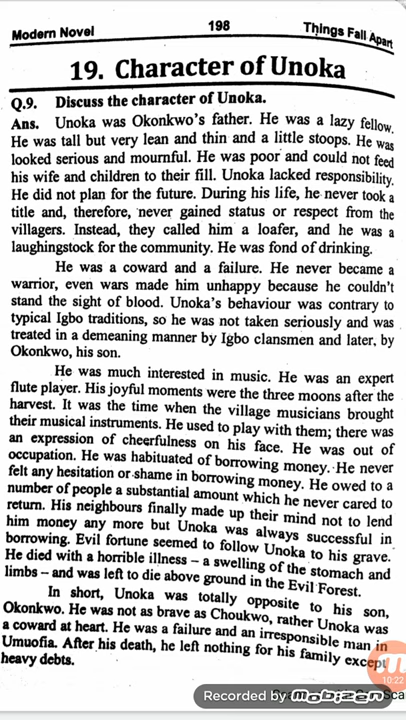 Modern Novel
198
Things Fall Apart
19. Character of Unoka
Q.9. Discuss the character of Unoka.
Ans. Unoka was Okonkwo's father. He was a lazy fellow.
He was tall but very lean and thin and a little stoops. He was
looked serious and mournful. He was poor and could not feed
his wife and children to their fill. Unoka lacked responsibility.
He did not plan for the future. During his life, he never took a
title and, therefore, never gained status or respect from the
villagers. Instead, they called him a loafer, and he was a
laughingstock for the community. He was fond of drinking.
He was a coward and a failure. He never became a
warrior, even wars made him unhappy because he couldn't
stand the sight of blood. Unoka's behaviour was contrary to
typical Igbo traditions, so he was not taken seriously and was
treated in a demeaning manner by Igbo clansmen and later, by
Okonkwo, his son.
He was much interested in music. He was an expert
flute player. His joyful moments were the three moons after the
harvest. It was the time when the village musicians brought
their musical instruments. He used to play with them; there was
an expression of cheerfulness on his face. He was out of
occupation. He was habituated of borrowing money. He never
felt any hesitation or shame in borrowing money. He owed to a
number of people a substantial amount which he never cared to
return. His neighbours finally made up their mind not to lend
him money any more but Unoka was always successful in
borrowing. Evil fortune seemed to follow Unoka to his grave.
He died with a horrible illness – a swelling of the stomach and
limbs – and was left to die above ground in the Evil Forest.
In short, Unoka was totally opposite to his son,
Okonkwo. He was not as brave as Choukwo, rather Unoka was
a coward at heart. He was a failure and an irresponsible man in
Umuofia. After his death, he left nothing for his family except
heavy debts.
10:22
Recorded by mobizen